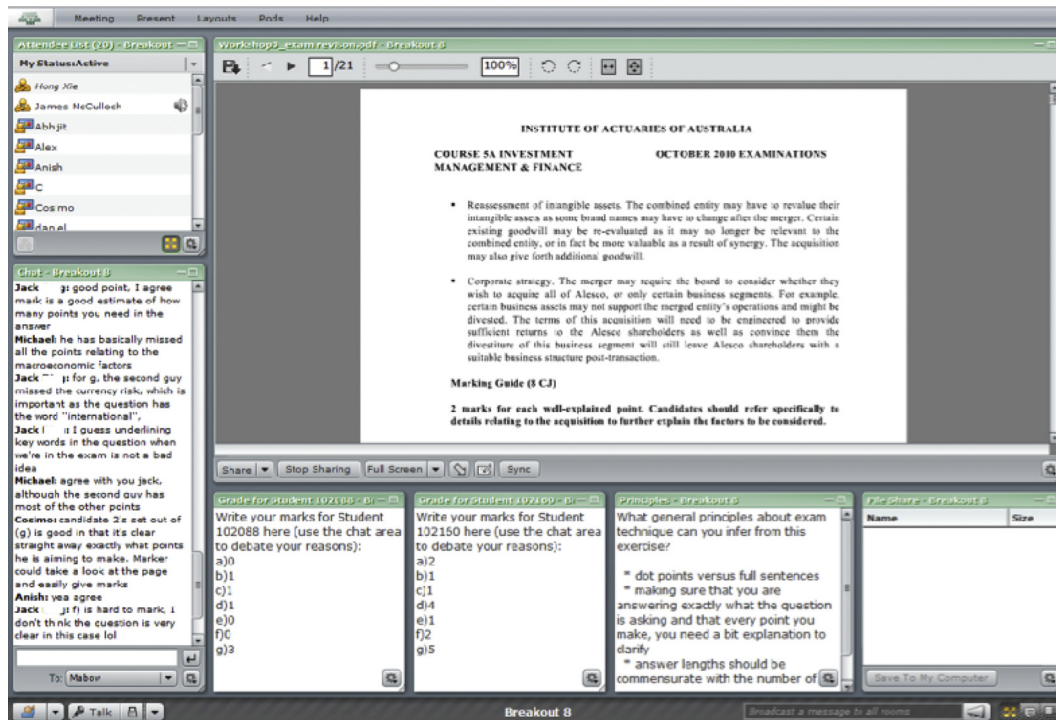 Meeting Present Layouts Pods Help
Attendee List (20) - Breakout
My Status:Active
Hong Xie
James McCulloch
Abhjit
Alex
Anish
C
Cosmo
daniel
Chat - Breakout 8
Jack g: good point, I agree
mark is a good estimate of how
many points you need in the
answer
Michael: he has basically missed
all the points relating to the
macroeconomic factors
Jack g: for g, the second guy
missed the currency risk, which is
important as the question has
the word "international",
Jack g: I guess underlining
key words in the question when
we're in the exam is not a bad
idea
Michael: agree with you jack,
although the second guy has
most of the other points
Cosmo: candidate 2's set out of
(g) is good in that it's clear
straight away exactly what points
he is aiming to make. Marker
could take a look at the page
and easily give marks
Anish: yea agree
Jack g: f) is hard to mark, I
don't think the question is very
clear in this case lol
To: Mabow
Workshop3_exam revison.pdf - Breakout 8
1 /21 100%
INSTITUTE OF ACTUARIES OF AUSTRALIA
COURSE 5A INVESTMENT OCTOBER 2010 EXAMINATIONS
MANAGEMENT & FINANCE
• Reassessment of intangible assets. The combined entity may have to revalue their
intangible asses as some brand names may have to change after the merger. Certain
existing goodwill may be re-evaluated as it may no longer be relevant to the
combined entity, or in fact be more valuable as a result of synergy. The acquisition
may also give forth additional goodwill.
• Corporate strategy. The merger may require the board to consider whether they
wish to acquire all of Alesco, or only certain business segments. For example,
certain business assets may not support the merged entity's operations and might be
divested. The terms of this acquisition will need to be engineered to provide
sufficient returns to the Alesco shareholders as well as convince them the
divestiture of this business segment will still leave Alesco shareholders with a
suitable business structure post-transaction.
Marking Guide (8 CJ)
2 marks for each well-explained point. Candidates should refer specifically to
details relating to the acquisition to further explain the factors to be considered.
Share Stop Sharing Full Screen Sync
Grade for Student 102088 - B
Write your marks for Student
102088 here (use the chat area
to debate your reasons):
a)0
b)1
c)1
d)1
e)0
f)0
g)3
Grade for Student 102160 - B
Write your marks for Student
102160 here (use the chat area
to debate your reasons):
a)2
b)1
c)1
d)4
e)1
f)2
g)5
Principles - Breakout 8
What general principles about exam
technique can you infer from this
exercise?
* dot points versus full sentences
* making sure that you are
answering exactly what the question
is asking and that every point you
make, you need a bit explanation to
clarify
* answer lengths should be
commensurate with the number of
File Share - Breakout 8
Name Size
Save To My Computer
Talk
Breakout 8
Broadcast a message to all rooms